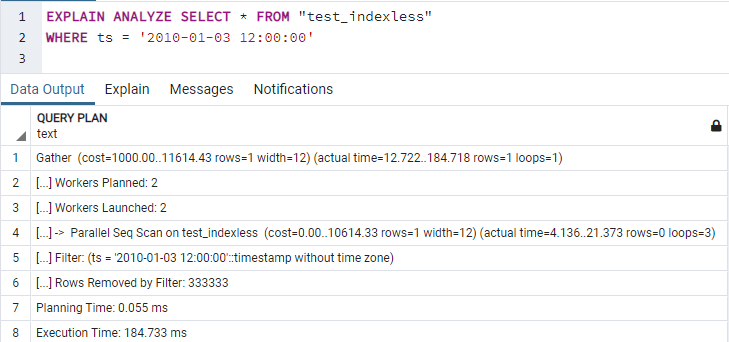 1 EXPLAIN ANALYZE SELECT * FROM "test_indexless"
2 WHERE ts = '2010-01-03 12:00:00'
3
Data Output Explain Messages Notifications
QUERY PLAN
text
1 Gather (cost=1000.00..11614.43 rows=1 width=12) (actual time=12.722..184.718 rows=1 loops=1)
2 [...] Workers Planned: 2
3 [...] Workers Launched: 2
4 [...] -> Parallel Seq Scan on test_indexless (cost=0.00..10614.33 rows=1 width=12) (actual time=4.136..21.373 rows=0 loops=3)
5 [...] Filter: (ts = '2010-01-03 12:00:00'::timestamp without time zone)
6 [...] Rows Removed by Filter: 333333
7 Planning Time: 0.055 ms
8 Execution Time: 184.733 ms